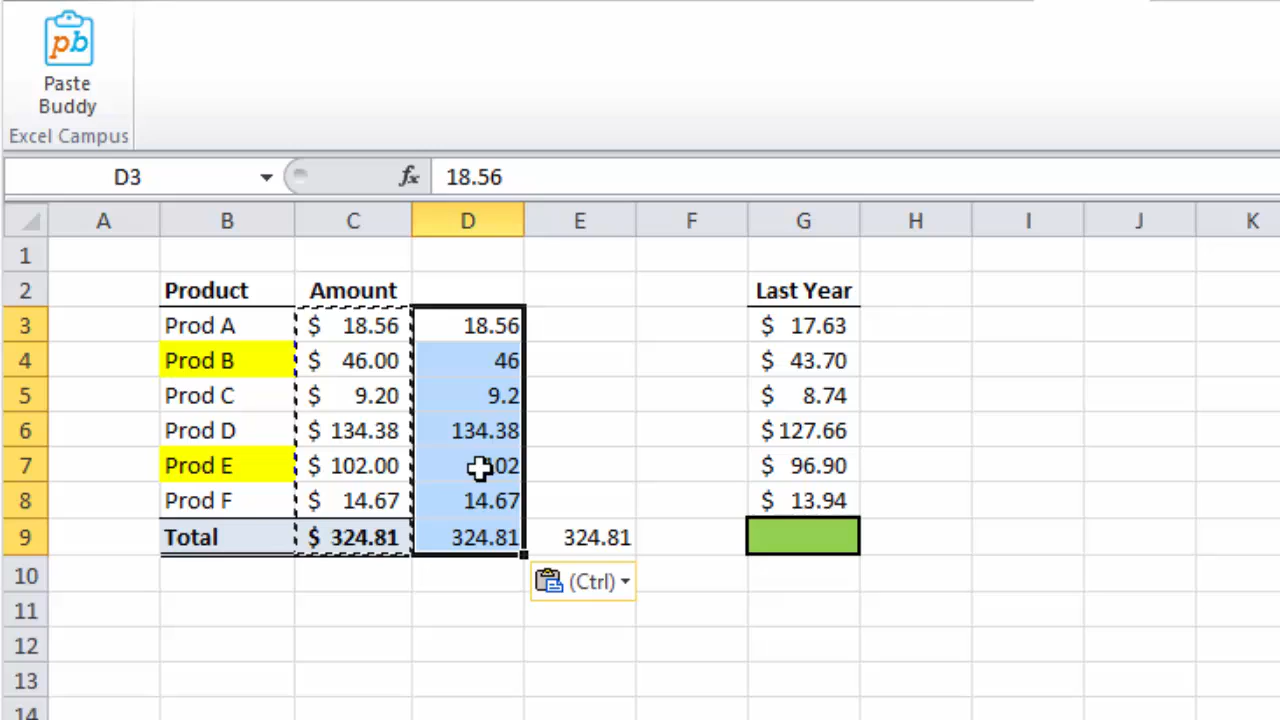 pb
Paste
Buddy
Excel Campus
D3 fx 18.56
A B C D E F G H I J K
1
2 Product Amount Last Year
3 Prod A $ 18.56 18.56 $ 17.63
4 Prod B $ 46.00 46 $ 43.70
5 Prod C $ 9.20 9.2 $ 8.74
6 Prod D $ 134.38 134.38 $ 127.66
7 Prod E $ 102.00 02 $ 96.90
8 Prod F $ 14.67 14.67 $ 13.94
9 Total $ 324.81 324.81 324.81
10 (Ctrl)
11
12
13
14